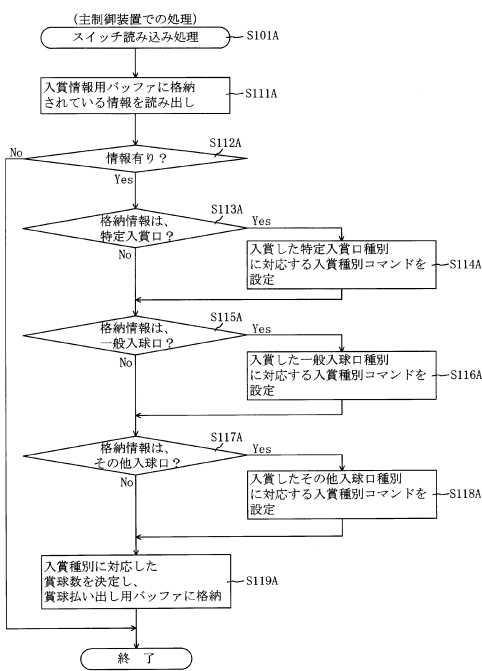 (主制御装置での処理)
スイッチ読み込み処理
S101A
入賞情報用バッファに格納
されている情報を読み出し
S111A
S112A
No
情報有り?
Yes
S113A
格納情報は、
特定入賞口?
Yes
No
入賞した特定入賞口種別
に対応する入賞種別コマンドを
設定
S114A
S115A
格納情報は、
一般入球口?
Yes
No
入賞した一般入球口種別
に対応する入賞種別コマンドを
設定
S116A
S117A
格納情報は、
その他入球口?
Yes
No
入賞したその他入球口種別
に対応する入賞種別コマンドを
設定
S118A
入賞種別に対応した
賞球数を決定し、
賞球払い出し用バッファに格納
S119A
終 了